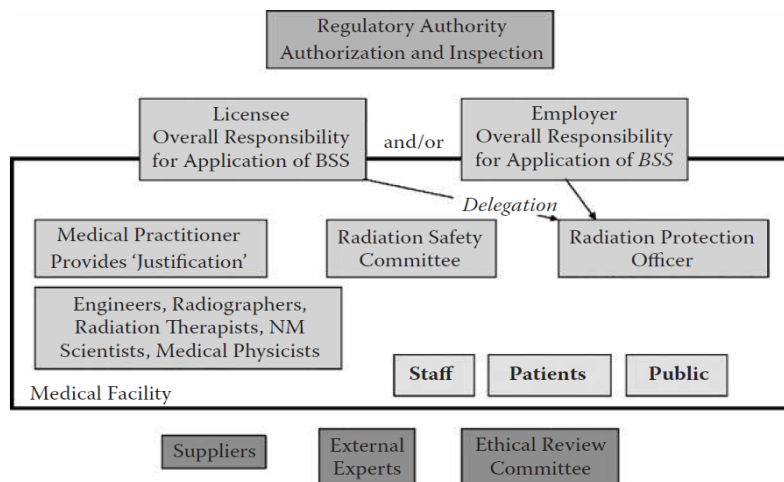 Regulatory Authority
Authorization and Inspection
Licensee
Overall Responsibility
for Application of BSS
and/or
Employer
Overall Responsibility
for Application of BSS
Delegation
Medical Practitioner
Provides ‘Justification’
Radiation Safety
Committee
Radiation Protection
Officer
Engineers, Radiographers,
Radiation Therapists, NM
Scientists, Medical Physicists
Staff
Patients
Public
Medical Facility
Suppliers
External
Experts
Ethical Review
Committee